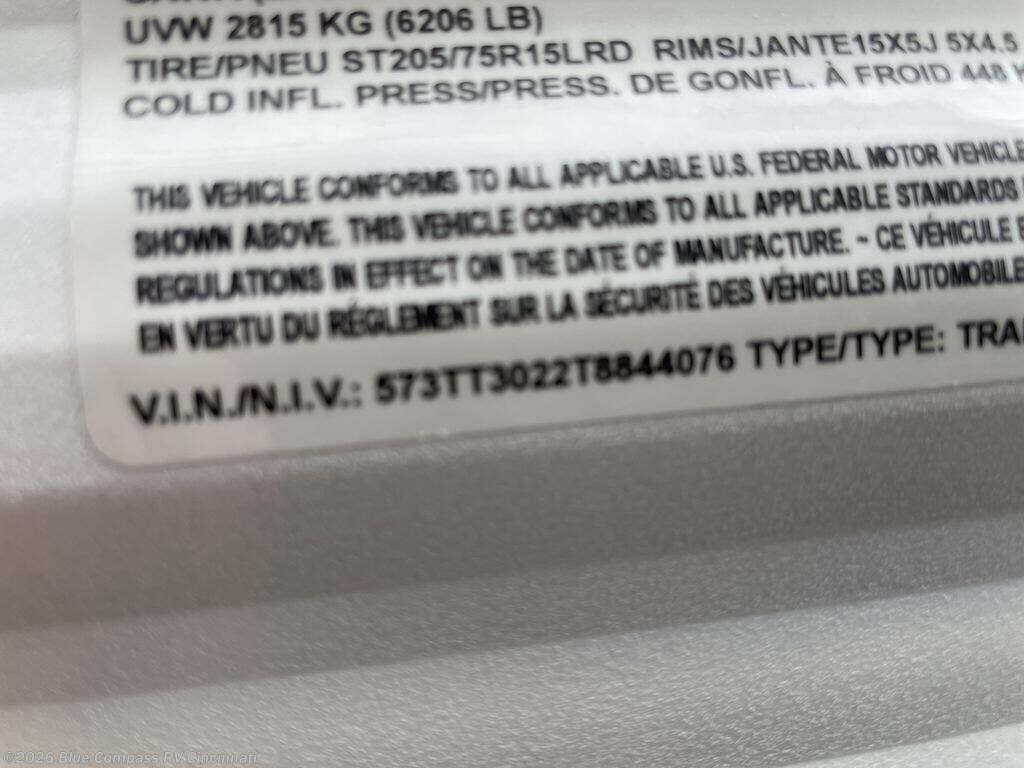 UVW 2815 KG (6206 LB)
TIRE/PNEU ST205/75R15LRD RIMS/JANTE15X5J 5X4.5
COLD INFL. PRESS/PRESS. DE GONFL. À FROID 448
THIS VEHICLE CONFORMS TO ALL APPLICABLE U.S. FEDERAL MOTOR VEHICLE
SHOWN ABOVE. THIS VEHICLE CONFORMS TO ALL APPLICABLE STANDARDS
REGULATIONS IN EFFECT ON THE DATE OF MANUFACTURE. ~ CE VÉHICULE
EN VERTU DU RÉGLEMENT SUR LA SÉCURITÉ DES VÉHICULES AUTOMOBILE
V.I.N./N.I.V.: 573TT3022T8844076 TYPE/TYPE: TRA
©2026 Blue Compass RV Cincinnati